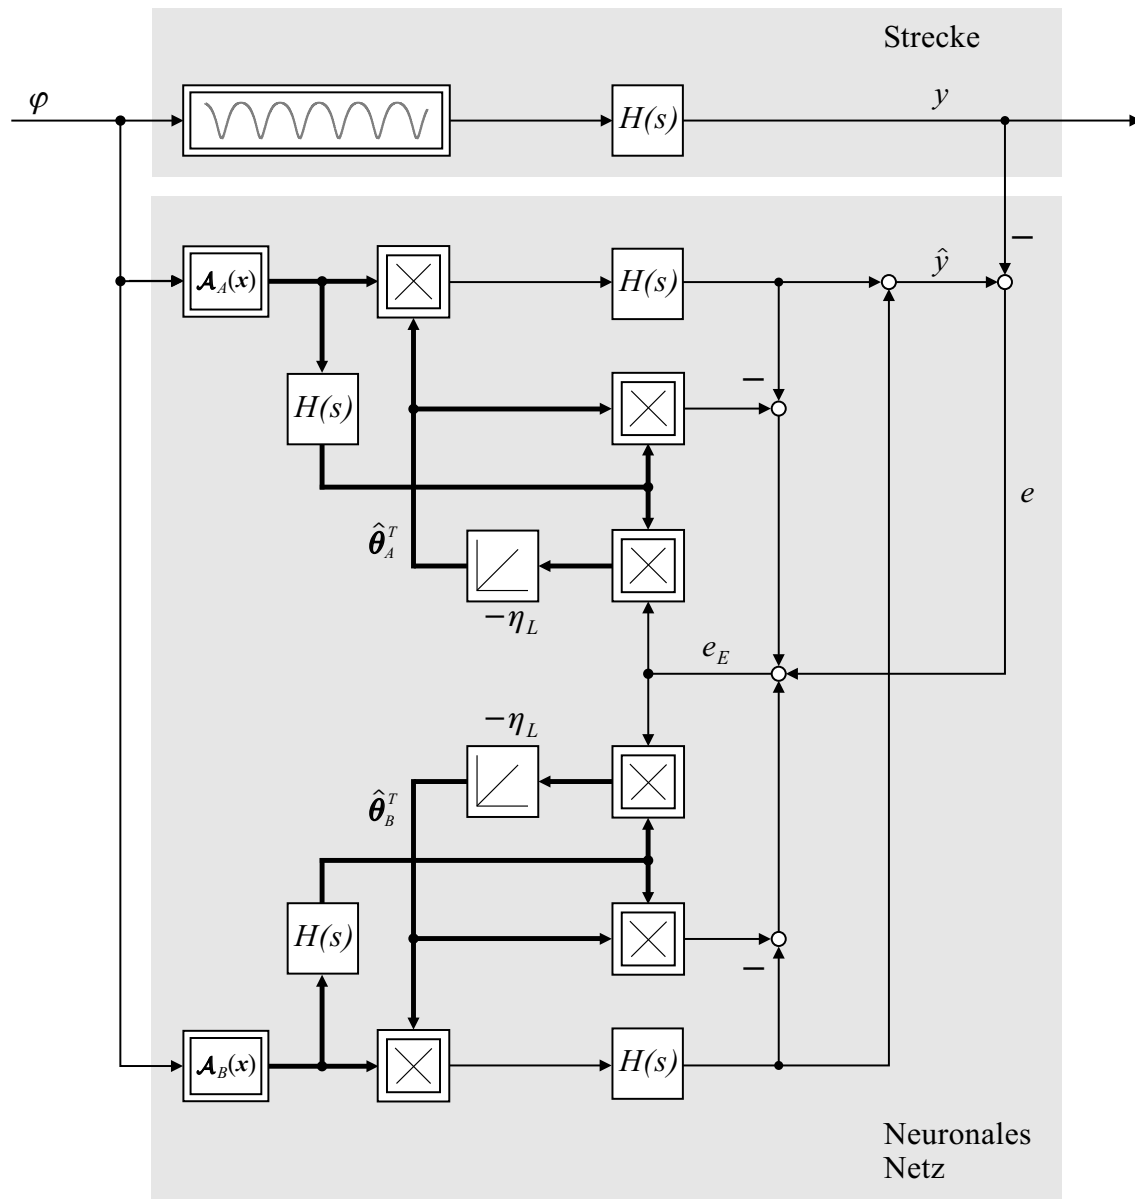 Strecke
φ
y
H(s)
−
𝓐_A(x)
H(s)
ŷ
H(s)
−
e
θ̂_A^T
−η_L
e_E
−η_L
θ̂_B^T
H(s)
−
𝓐_B(x)
H(s)
Neuronales
Netz